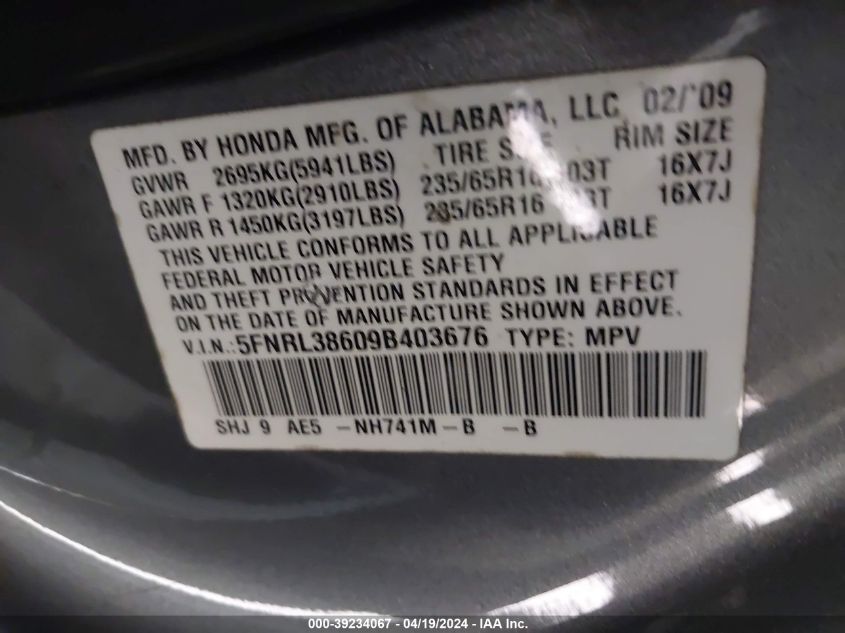 MFD. BY HONDA MFG. OF ALABAMA, LLC 02/'09
TIRE SIZE RIM SIZE
GVWR 2695KG(5941LBS)
GAWR F 1320KG(2910LBS) 235/65R16 103T 16X7J
GAWR R 1450KG(3197LBS) 235/65R16 16X7J
THIS VEHICLE CONFORMS TO ALL APPLICABLE
FEDERAL MOTOR VEHICLE SAFETY
AND THEFT PREVENTION STANDARDS IN EFFECT
ON THE DATE OF MANUFACTURE SHOWN ABOVE.
V.I.N.:5FNRL38609B403676 TYPE: MPV
SHJ 9 AE5 -NH741M-B -B
000-39234067 - 04/19/2024 - IAA Inc.